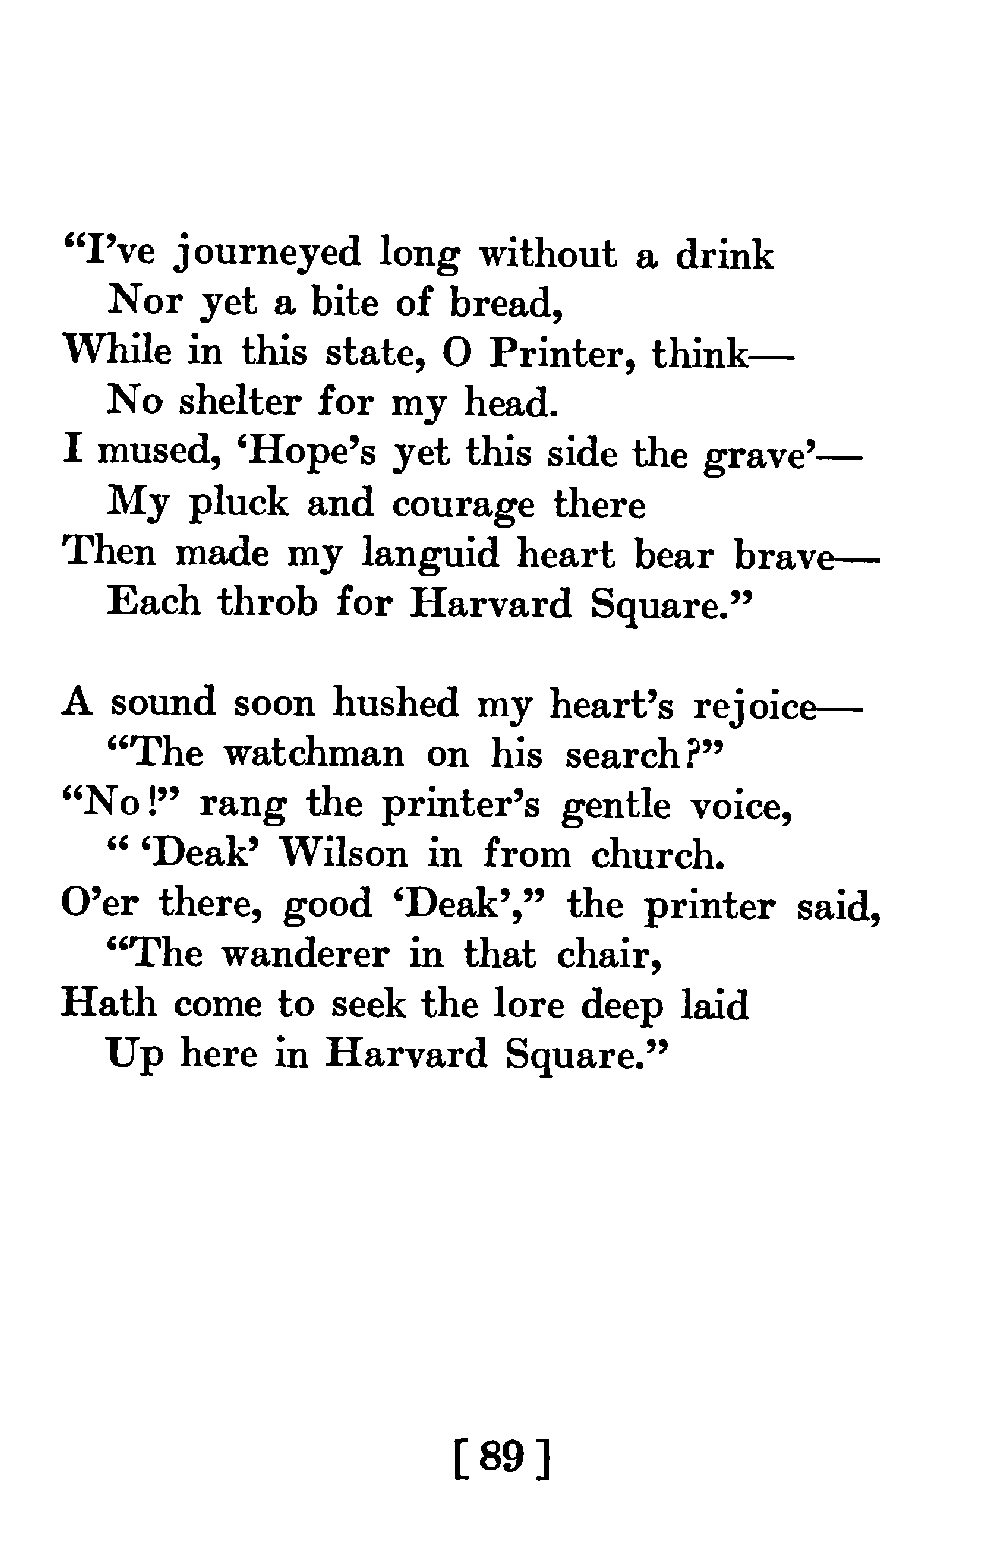 “I’ve journeyed long without a drink
Nor yet a bite of bread,
While in this state, O Printer, think—
No shelter for my head.
I mused, ‘Hope’s yet this side the grave’—
My pluck and courage there
Then made my languid heart bear brave—
Each throb for Harvard Square.”

A sound soon hushed my heart’s rejoice—
“The watchman on his search?”
“No!” rang the printer’s gentle voice,
“ ‘Deak’ Wilson in from church.
O’er there, good ‘Deak’,” the printer said,
“The wanderer in that chair,
Hath come to seek the lore deep laid
Up here in Harvard Square.”

[ 89 ]